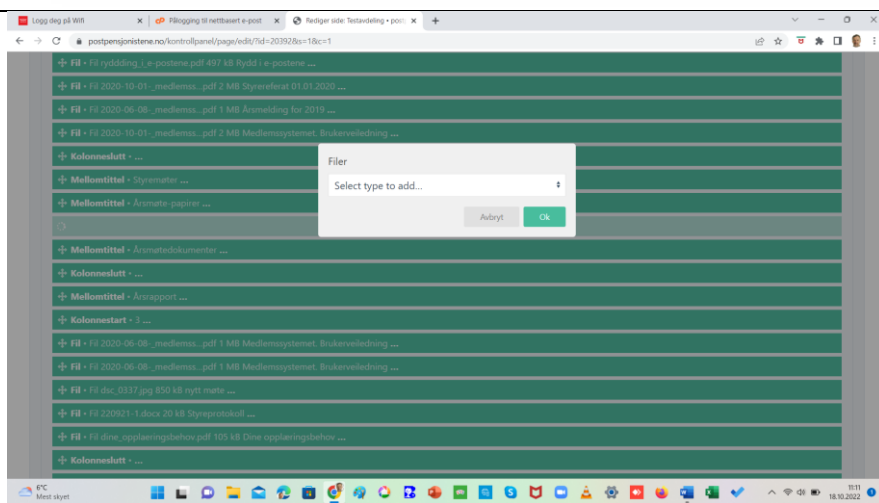 Logg deg på Wifi
Pålogging til nettbasert e-post
Rediger side: Testavdeling • post
postpensjonistene.no/kontrollpanel/page/edit/?id=20392&s=1&c=1
Fil • Fil ryddding_i_e-postene.pdf 497 kB Rydd i e-postene ...
Fil • Fil 2020-10-01-_medlemss...pdf 2 MB Styrereferat 01.01.2020 ...
Fil • Fil 2020-06-08-_medlemss...pdf 1 MB Årsmelding for 2019 ...
Fil • Fil 2020-10-01-_medlemss...pdf 2 MB Medlemssystemet. Brukerveiledning ...
Kolonneslutt • ...
Filer
Mellomtittel • Styremøter ...
Select type to add...
Mellomtittel • Årsmøte-papirer ...
Avbryt
Ok
Mellomtittel • Årsmøtedokumenter ...
Kolonneslutt • ...
Mellomtittel • Årsrapport ...
Kolonnestart • 3 ...
Fil • Fil 2020-06-08-_medlemss...pdf 1 MB Medlemssystemet. Brukerveiledning ...
Fil • Fil 2020-06-08-_medlemss...pdf 1 MB Medlemssystemet. Brukerveiledning ...
Fil • Fil dsc_0337.jpg 850 kB nytt møte ...
Fil • Fil 220921-1.docx 20 kB Styreprotokoll ...
Fil • Fil dine_opplaeringsbehov.pdf 105 kB Dine opplæringsbehov ...
Kolonneslutt • ...
6°C
Mest skyet
11:11
18.10.2022